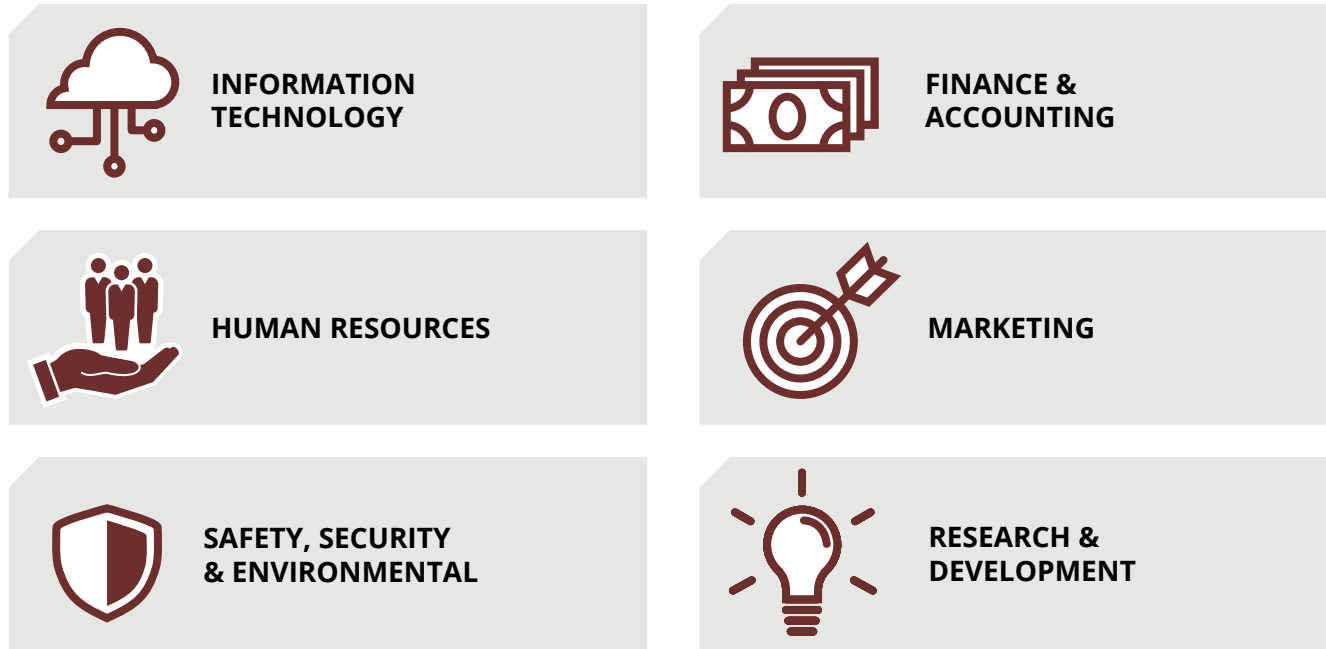 INFORMATION
TECHNOLOGY
FINANCE &
ACCOUNTING
HUMAN RESOURCES
MARKETING
SAFETY, SECURITY
& ENVIRONMENTAL
RESEARCH &
DEVELOPMENT